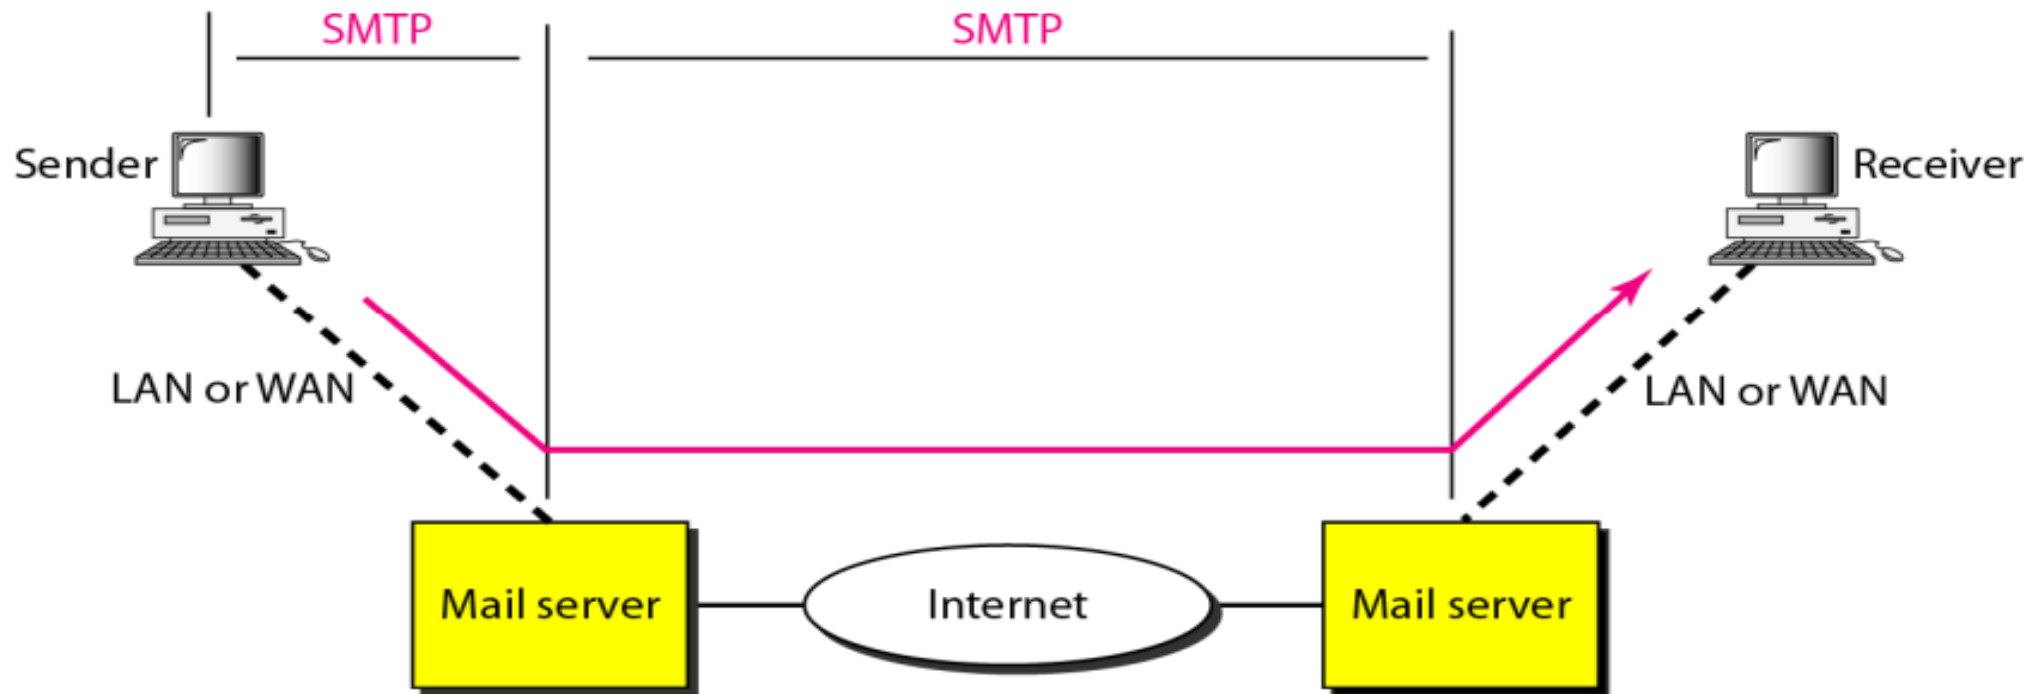 SMTP
SMTP
Sender
Receiver
LAN or WAN
LAN or WAN
Mail server
Internet
Mail server